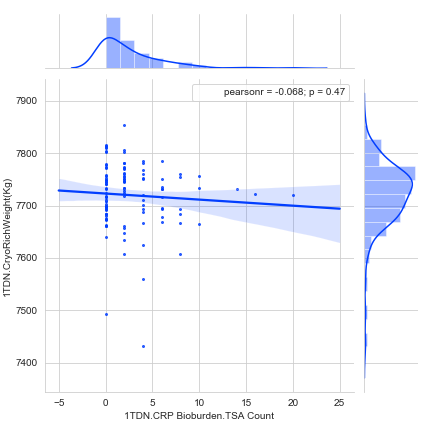 pearsonr = -0.068; p = 0.47
7900
7800
7700
7600
7500
7400
1TDN.CryoRichWeight(Kg)
−5 0 5 10 15 20 25
1TDN.CRP Bioburden.TSA Count